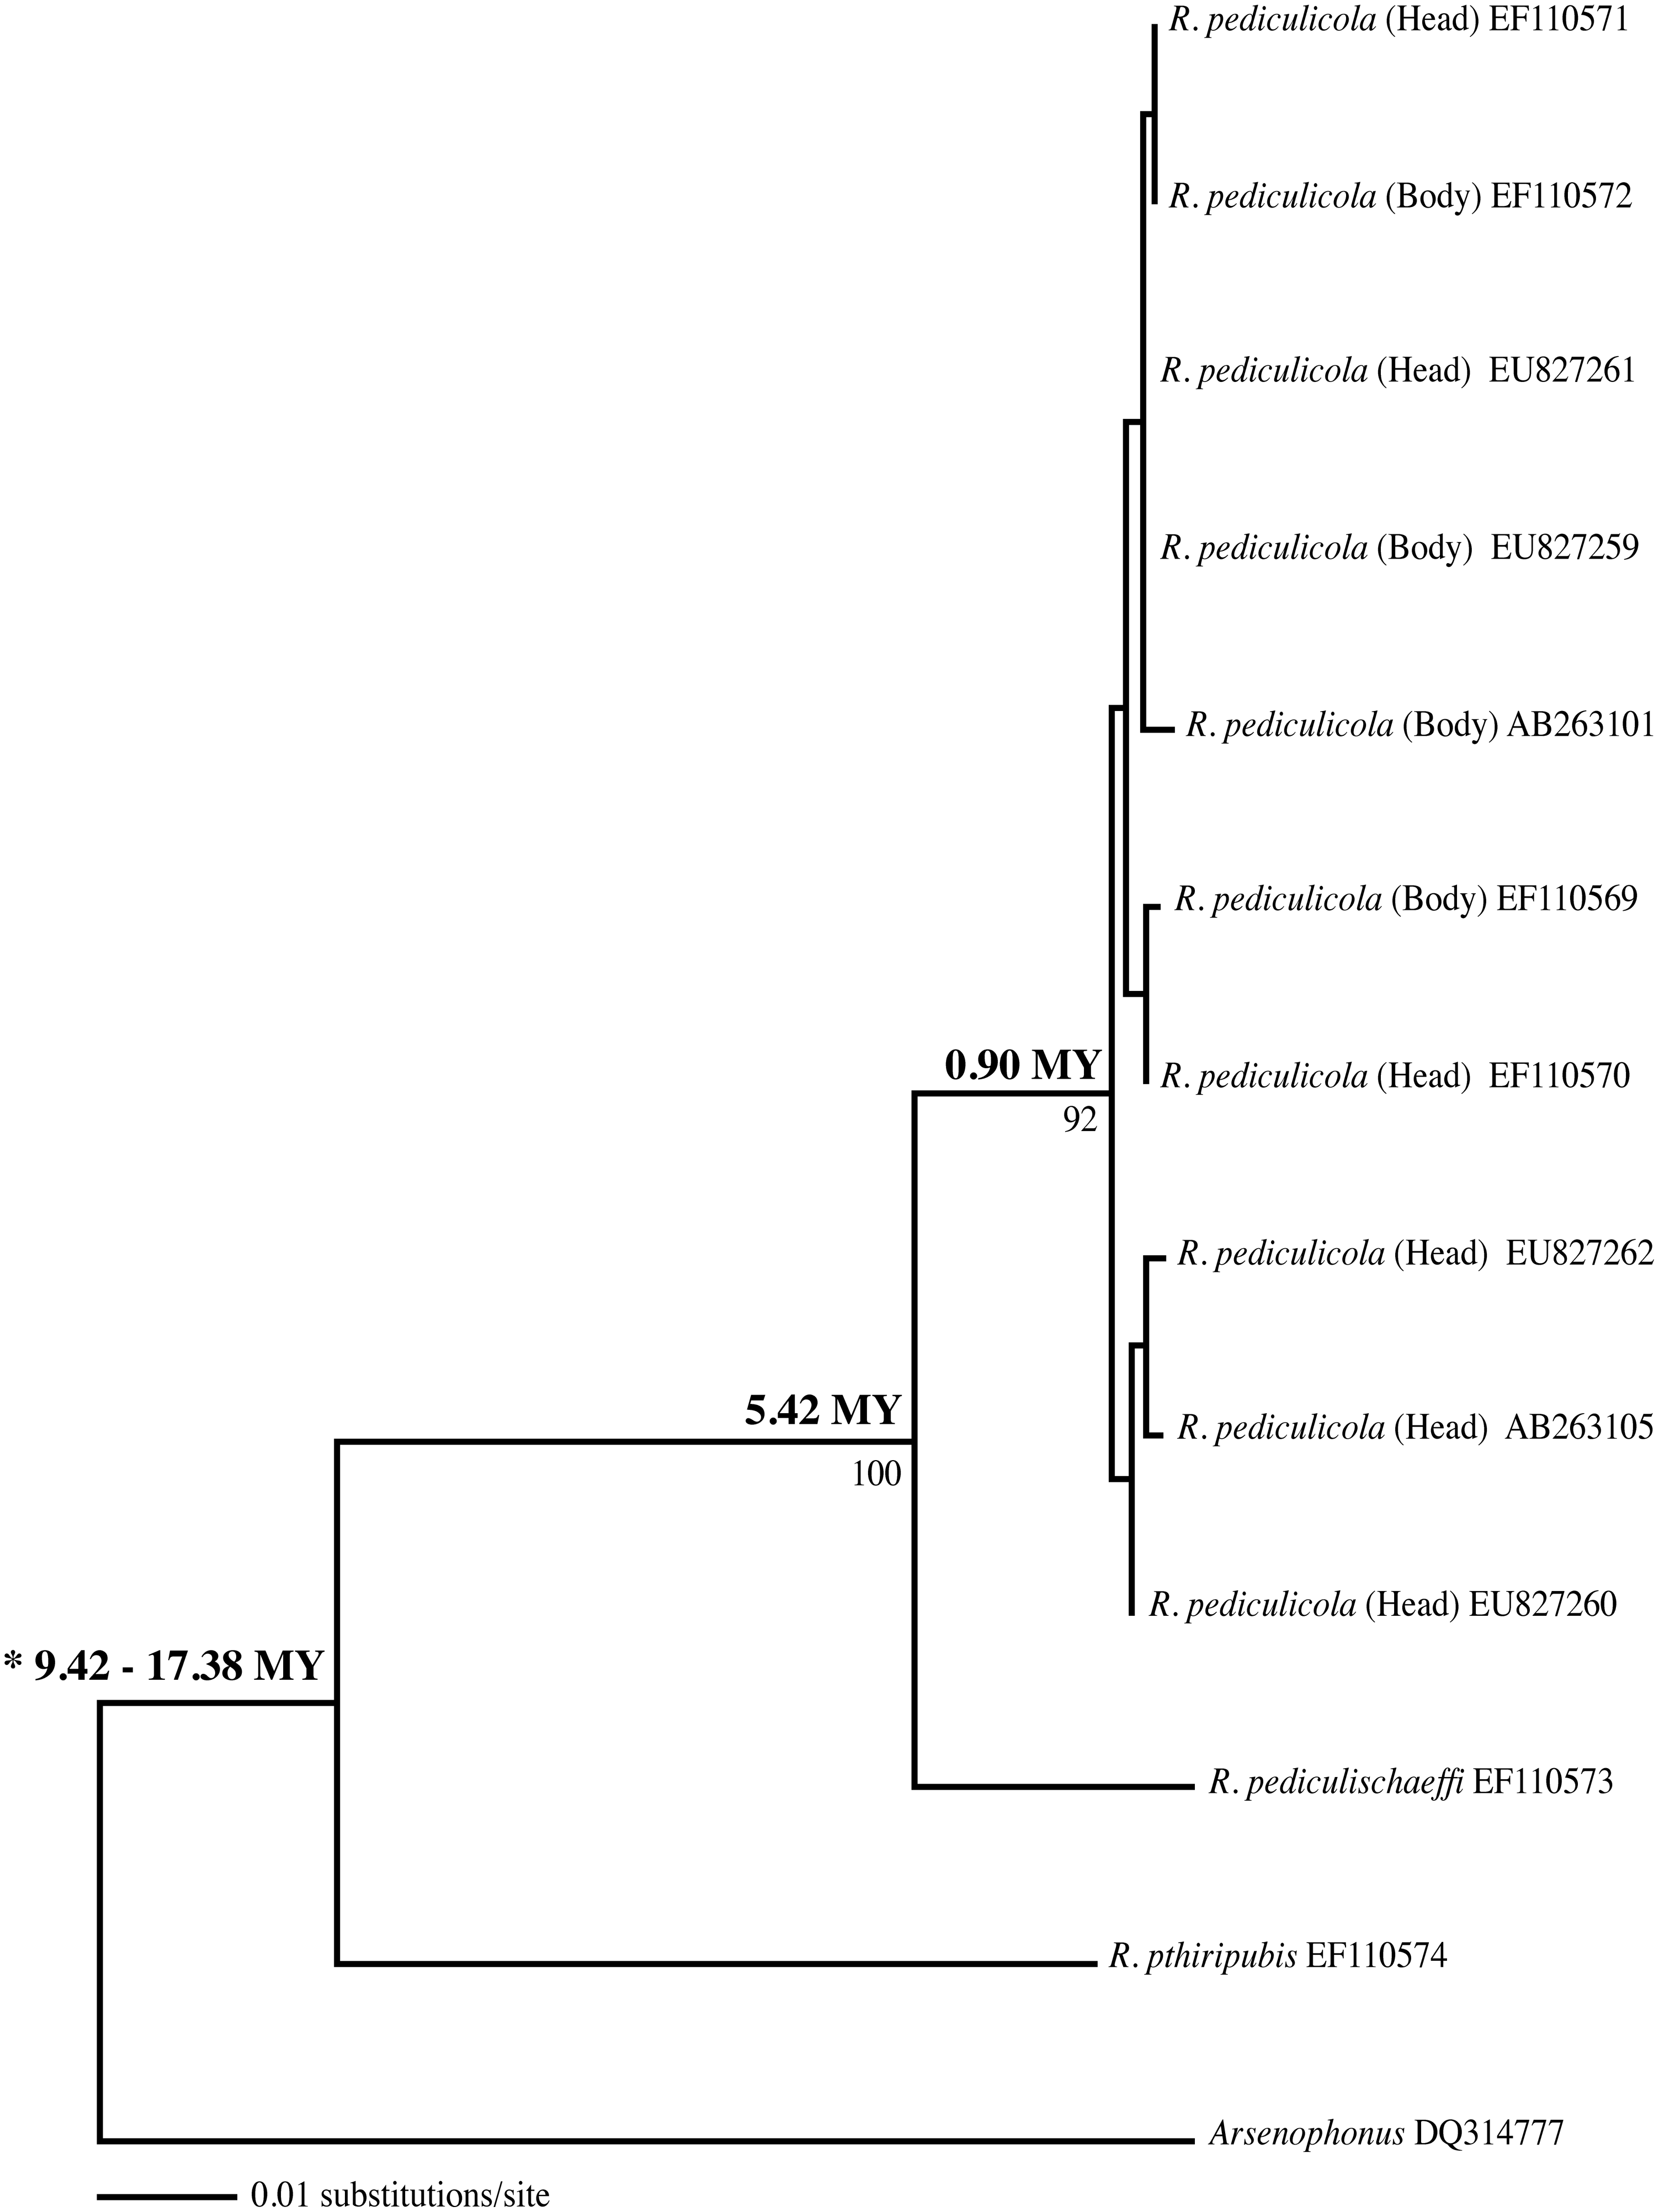 R. pediculicola (Head) EF110571
R. pediculicola (Body) EF110572
R. pediculicola (Head) EU827261
R. pediculicola (Body) EU827259
R. pediculicola (Body) AB263101
R. pediculicola (Body) EF110569
0.90 MY
R. pediculicola (Head) EF110570
92
R. pediculicola (Head) EU827262
5.42 MY
R. pediculicola (Head) AB263105
100
R. pediculicola (Head) EU827260
* 9.42 - 17.38 MY
R. pediculischaeffi EF110573
R. pthiripubis EF110574
Arsenophonus DQ314777
0.01 substitutions/site